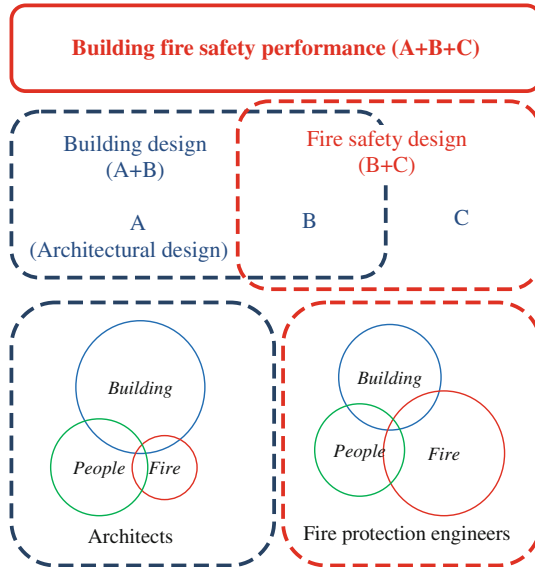 Building fire safety performance (A+B+C)
Building design
(A+B)
Fire safety design
(B+C)
A
(Architectural design)
B
C
Building
People
Fire
Architects
Building
People
Fire
Fire protection engineers